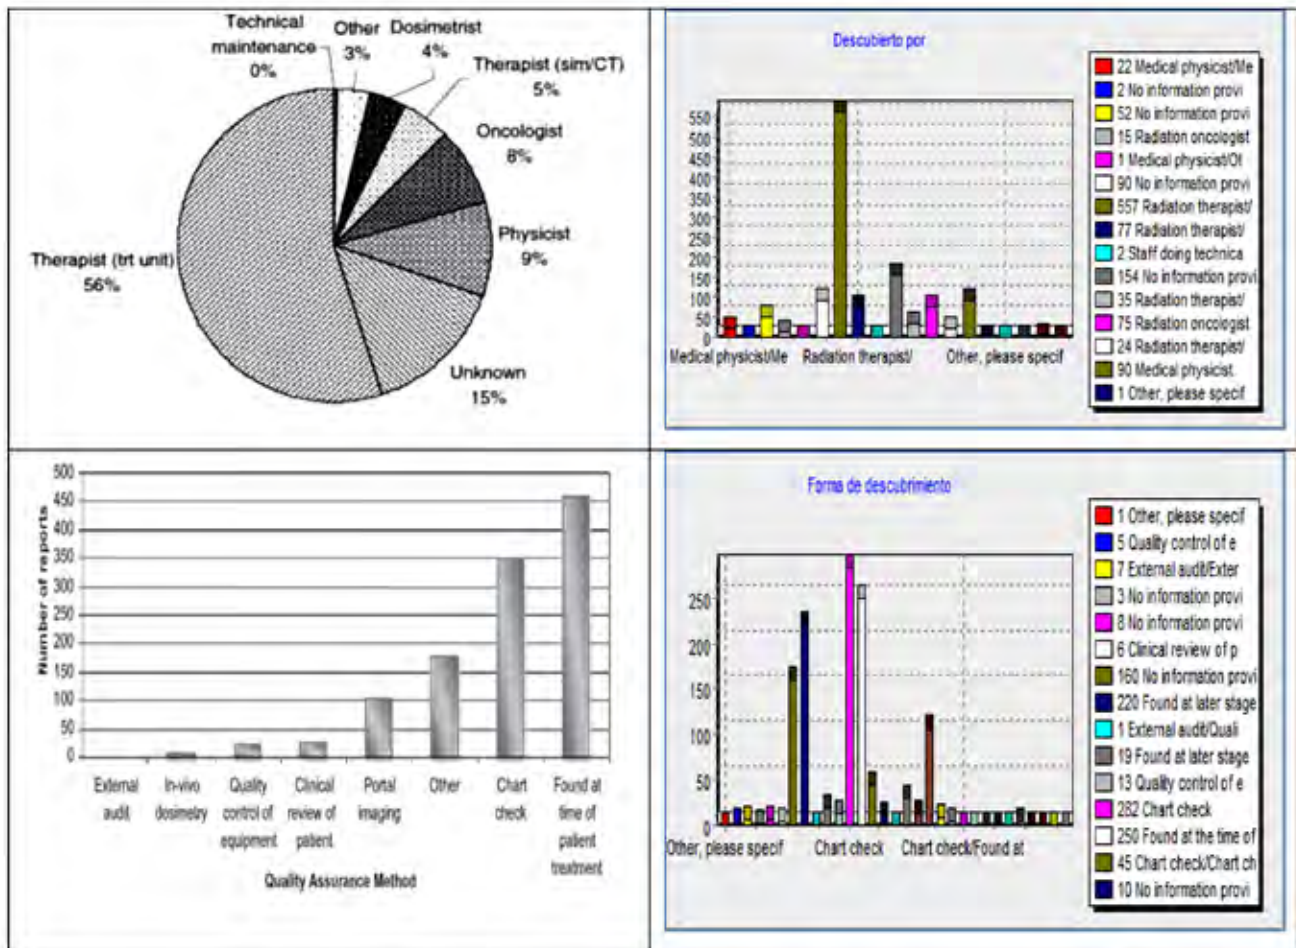 Technical
maintenance
0%
Other
3%
Dosimetrist
4%
Therapist (sim/CT)
5%
Oncologist
8%
Physicist
9%
Therapist (trt unit)
56%
Unknown
15%
Descubierto por
550
500
450
400
350
300
250
200
150
100
50
0
Medical physicist/Me
Radiation therapist/
Other, please specif
22 Medical physicist/Me
2 No information provi
52 No information provi
15 Radiation oncologist
1 Medical physicist/Ot
90 No information provi
557 Radiation therapist/
77 Radiation therapist/
2 Staff doing technica
154 No information provi
35 Radiation therapist/
75 Radiation oncologist
24 Radiation therapist/
90 Medical physicist.
1 Other, please specif
Number of reports
500
450
400
350
300
250
200
150
100
50
0
External
audit
In-vivo
dosimetry
Quality
control of
equipment
Clinical
review of
patient
Portal
imaging
Other
Chart
check
Found at
time of
patient
treatment
Quality Assurance Method
Forma de descubrimiento
250
200
150
100
50
0
Other, please specif
Chart check
Chart check/Found at
1 Other, please specif
5 Quality control of e
7 External audit/Exter
3 No information provi
8 No information provi
6 Clinical review of p
160 No information provi
220 Found at later stage
1 External audit/Quali
19 Found at later stage
13 Quality control of e
282 Chart check
250 Found at the time of
45 Chart check/Chart ch
10 No information provi